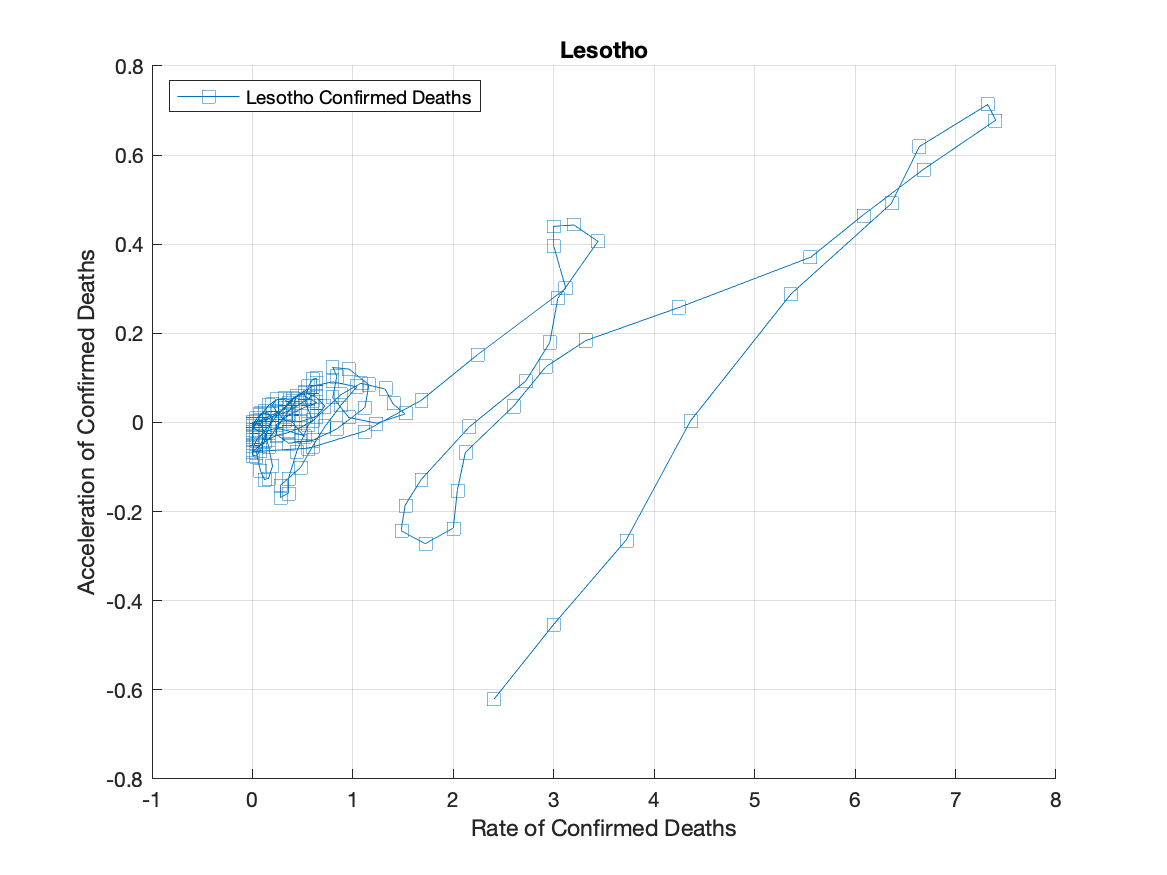 Lesotho
Lesotho Confirmed Deaths
0.8
0.6
0.4
0.2
0
-0.2
-0.4
-0.6
-0.8
Acceleration of Confirmed Deaths
-1 0 1 2 3 4 5 6 7 8
Rate of Confirmed Deaths